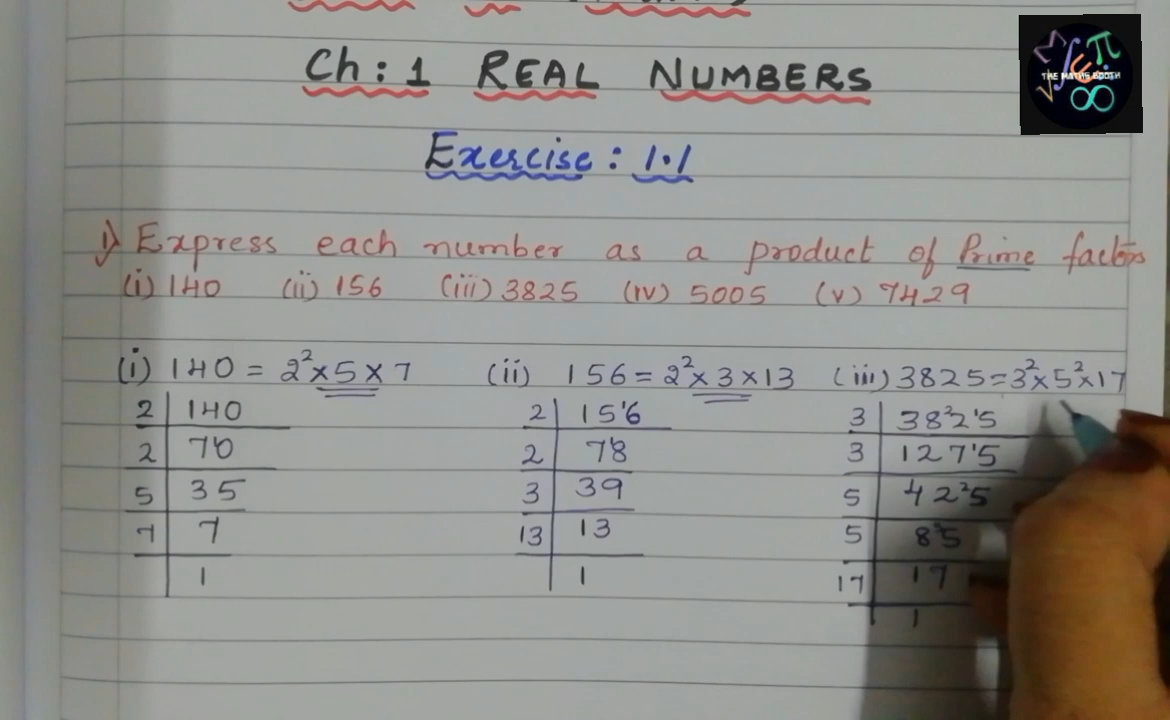 Ch: 1 REAL NUMBERS
THE MATHS BOOTH
Exercise: 1.1
1) Express each number as a product of Prime factors
(i) 140 (ii) 156 (iii) 3825 (iv) 5005 (v) 7429
(i) 140 = 2² × 5 × 7 (ii) 156 = 2² × 3 × 13 (iii) 3825 = 3² × 5² × 17
2 | 140 2 | 156 3 | 3825
2 | 70 2 | 78 3 | 1275
5 | 35 3 | 39 5 | 425
7 | 7 13 | 13 5 | 85
1 1 17 | 17
1